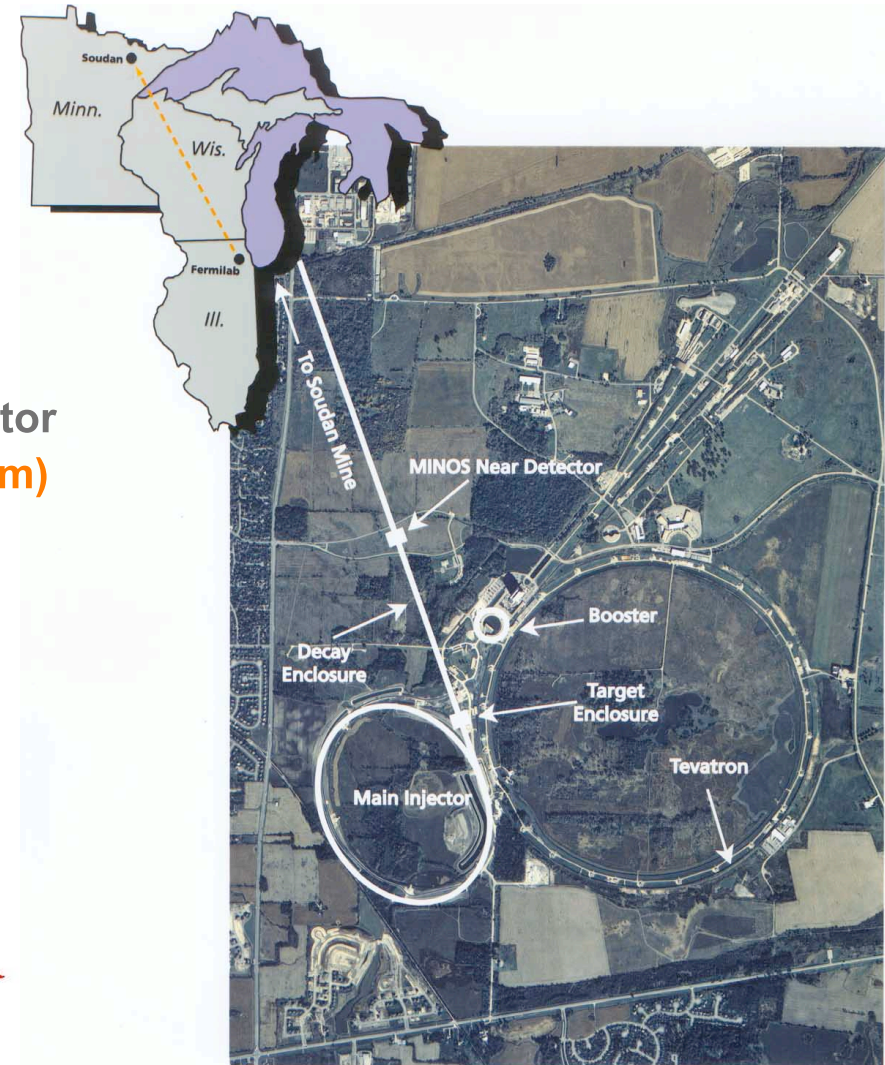 Soudan
Minn.
Wis.
Fermilab
Ill.
tor
m)
To Soudan Mine
MINOS Near Detector
Booster
Decay
Enclosure
Target
Enclosure
Tevatron
Main Injector